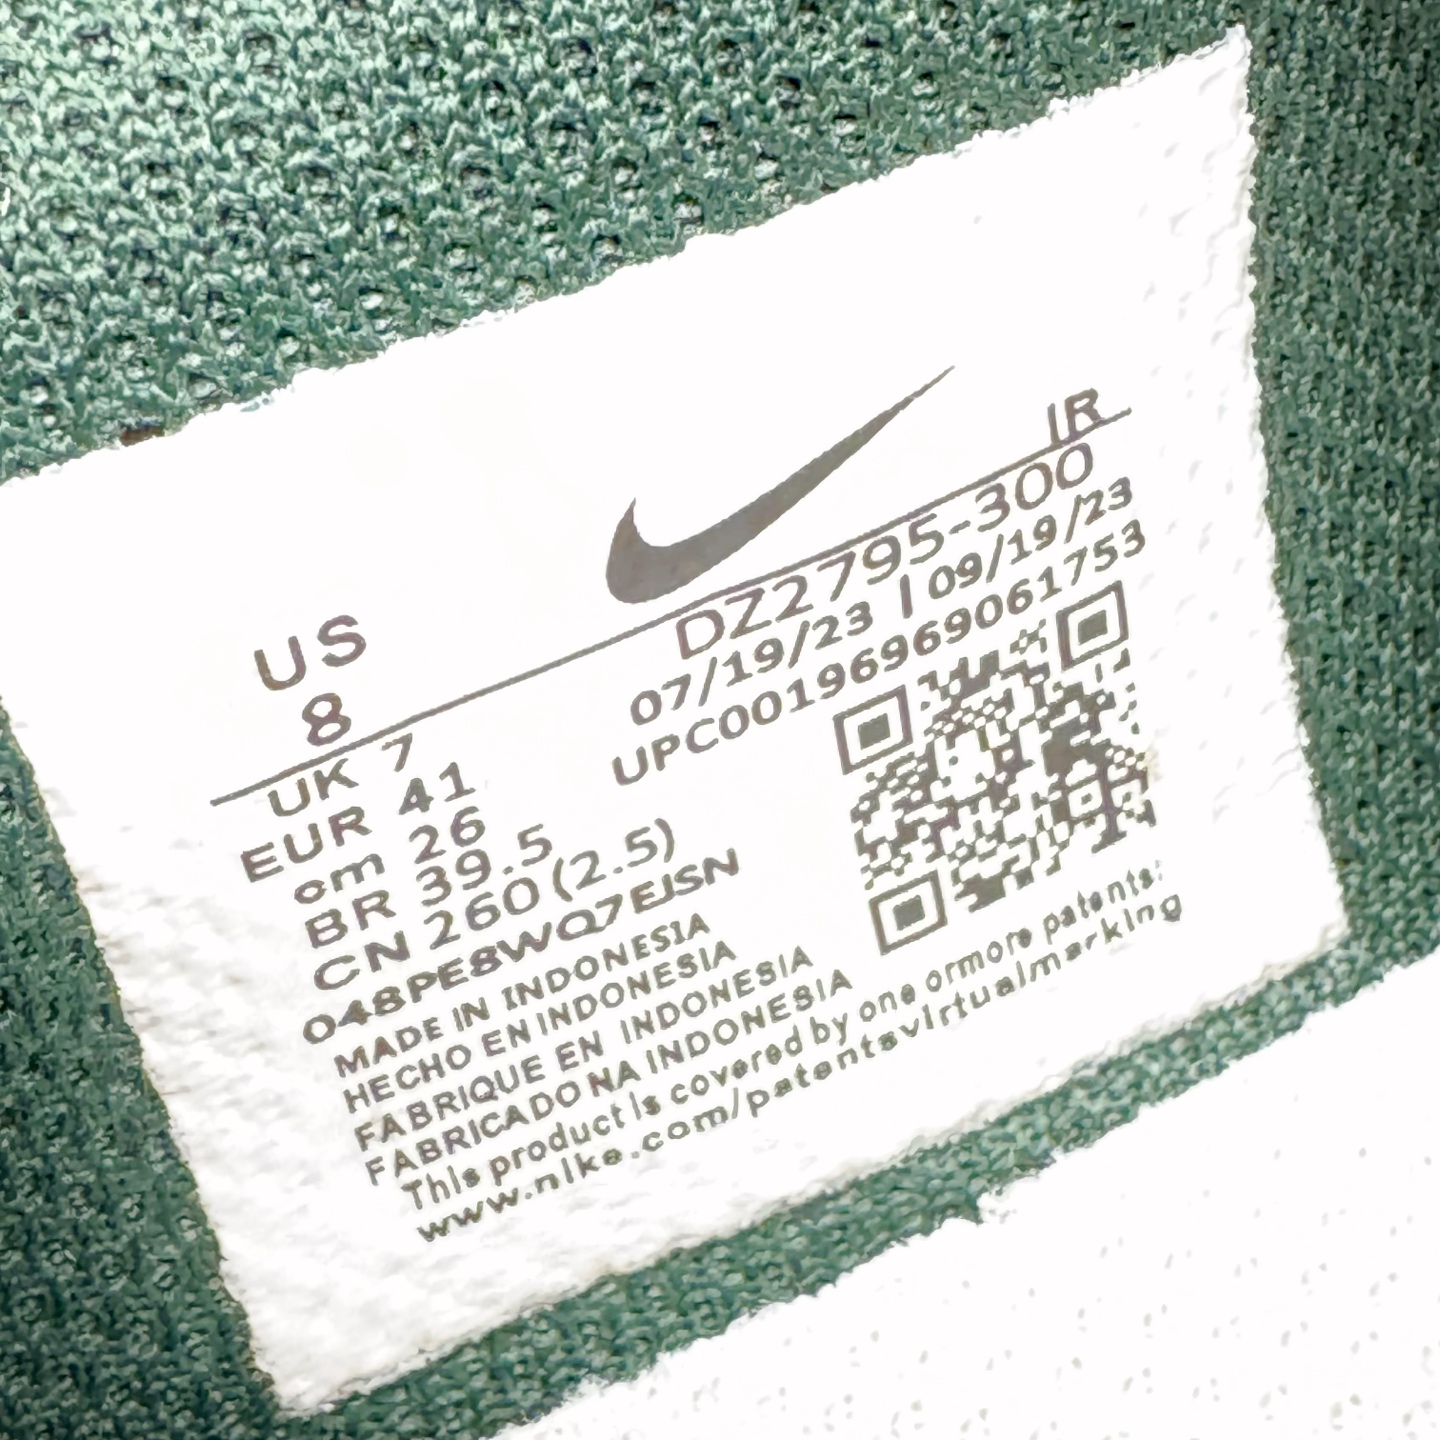 IR
US
8
DZ2795-300
07/19/23 | 09/19/23
UPC00196969061753
UK 7
EUR 41
cm 26
BR 39.5
CN 260(2.5)
048PE8WQ7EJSN
MADE IN INDONESIA
HECHO EN INDONESIA
FABRIQUE EN INDONESIA
FABRICADO NA INDONESIA
This product is covered by one ormore patents:
www.nike.com/patentsvirtualmarking